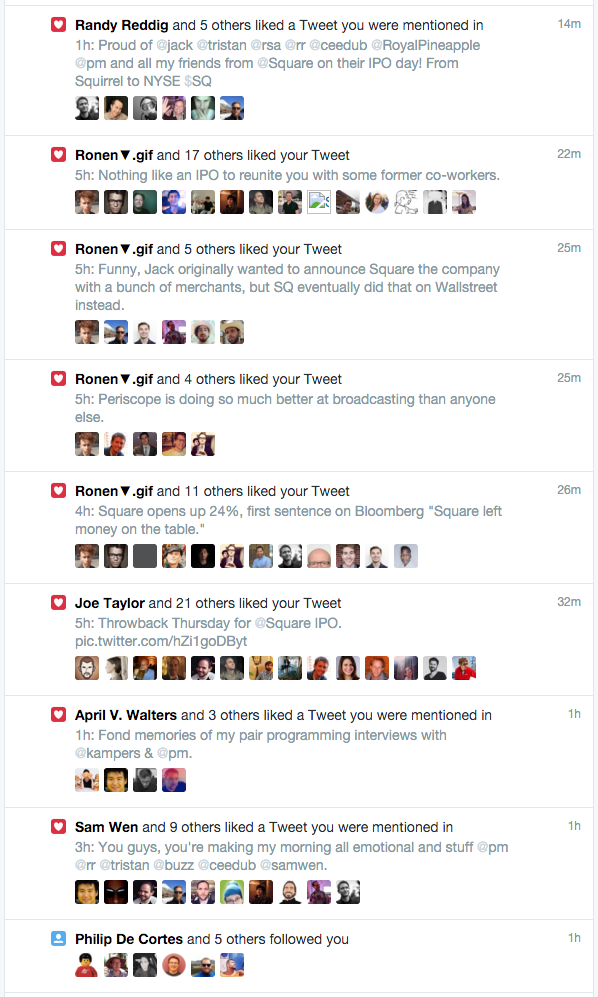 Randy Reddig and 5 others liked a Tweet you were mentioned in 14m
1h: Proud of @jack @tristan @rsa @rr @ceedub @RoyalPineapple
@pm and all my friends from @Square on their IPO day! From
Squirrel to NYSE $SQ
Ronen▼.gif and 17 others liked your Tweet 22m
5h: Nothing like an IPO to reunite you with some former co-workers.
Ronen▼.gif and 5 others liked your Tweet 25m
5h: Funny, Jack originally wanted to announce Square the company
with a bunch of merchants, but SQ eventually did that on Wallstreet
instead.
Ronen▼.gif and 4 others liked your Tweet 25m
5h: Periscope is doing so much better at broadcasting than anyone
else.
Ronen▼.gif and 11 others liked your Tweet 26m
4h: Square opens up 24%, first sentence on Bloomberg "Square left
money on the table."
Joe Taylor and 21 others liked your Tweet 32m
5h: Throwback Thursday for @Square IPO.
pic.twitter.com/hZi1goDByt
April V. Walters and 3 others liked a Tweet you were mentioned in 1h
1h: Fond memories of my pair programming interviews with
@kampers & @pm.
Sam Wen and 9 others liked a Tweet you were mentioned in 1h
3h: You guys, you're making my morning all emotional and stuff @pm
@rr @tristan @buzz @ceedub @samwen.
Philip De Cortes and 5 others followed you 1h